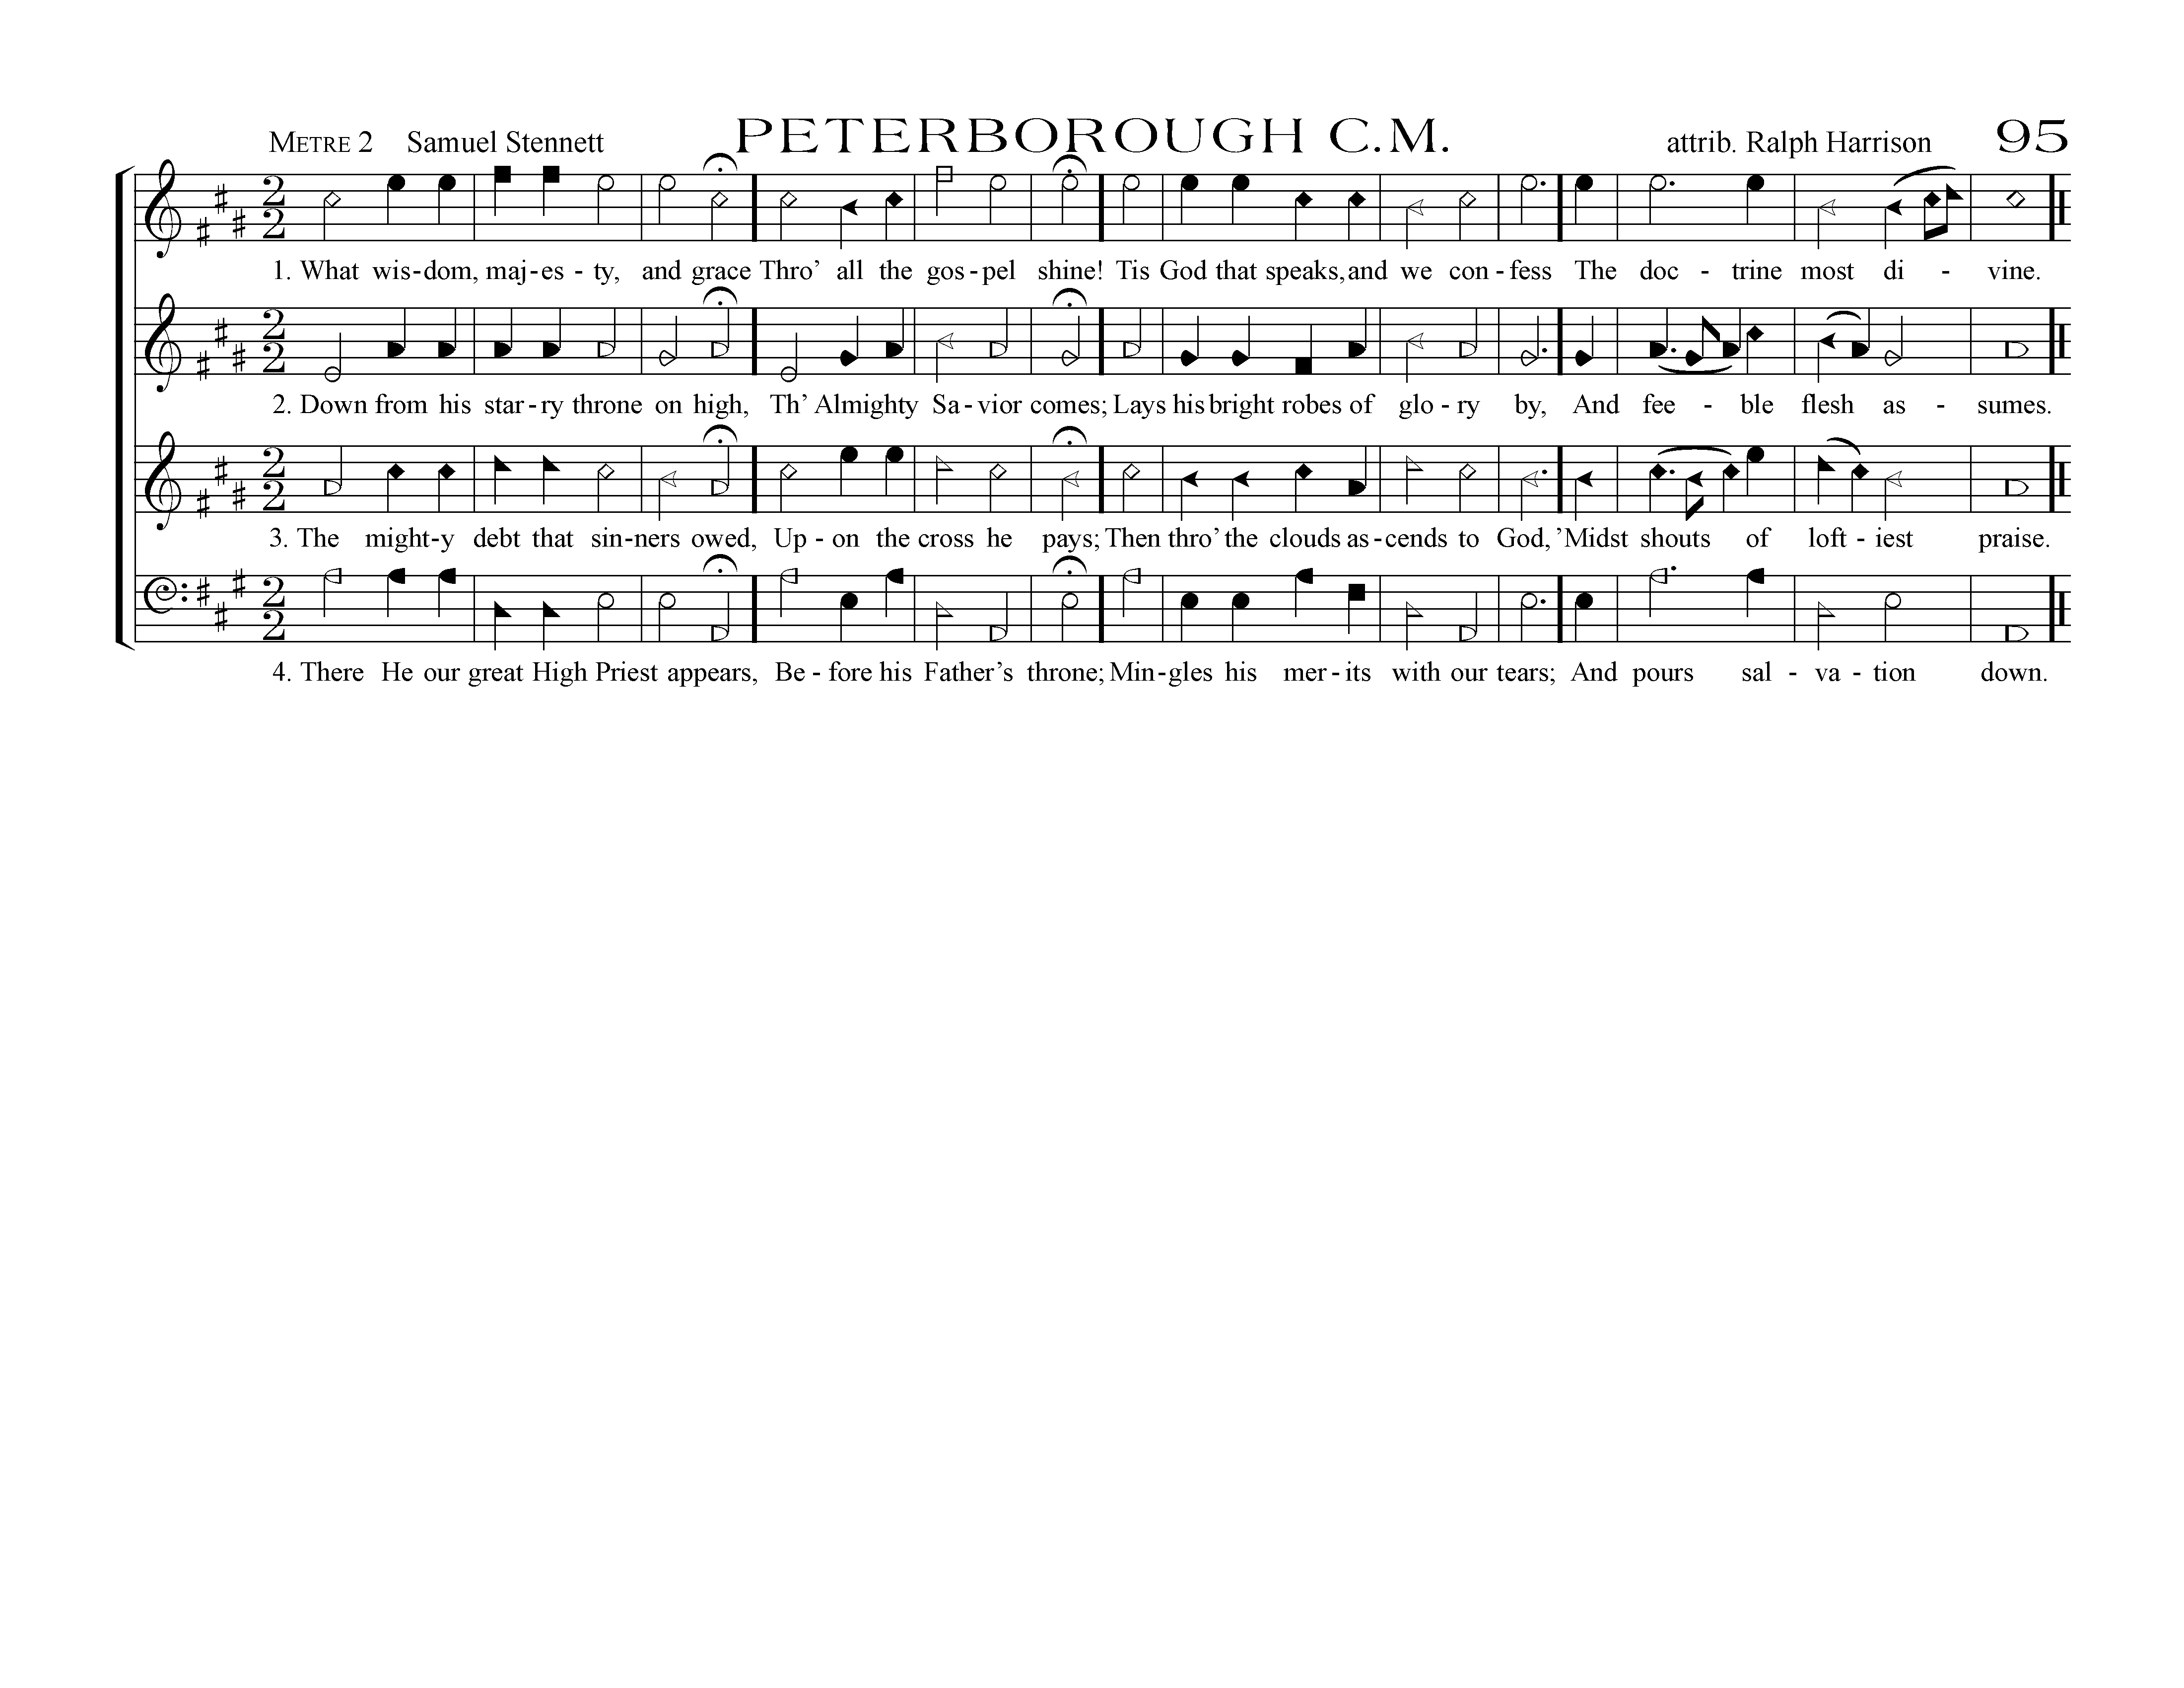 METRE 2 Samuel Stennett PETERBOROUGH C.M. attrib. Ralph Harrison 95
1. What wis-dom, maj-es-ty, and grace Thro' all the gos-pel shine! Tis God that speaks, and we con-fess The doc-trine most di-vine.
2. Down from his star-ry throne on high, Th' Almighty Sa-vior comes; Lays his bright robes of glo-ry by, And fee-ble flesh as-sumes.
3. The might-y debt that sin-ners owed, Up-on the cross he pays; Then thro' the clouds as-cends to God, 'Midst shouts of loft-iest praise.
4. There He our great High Priest appears, Be-fore his Father's throne; Min-gles his mer-its with our tears; And pours sal-va-tion down.